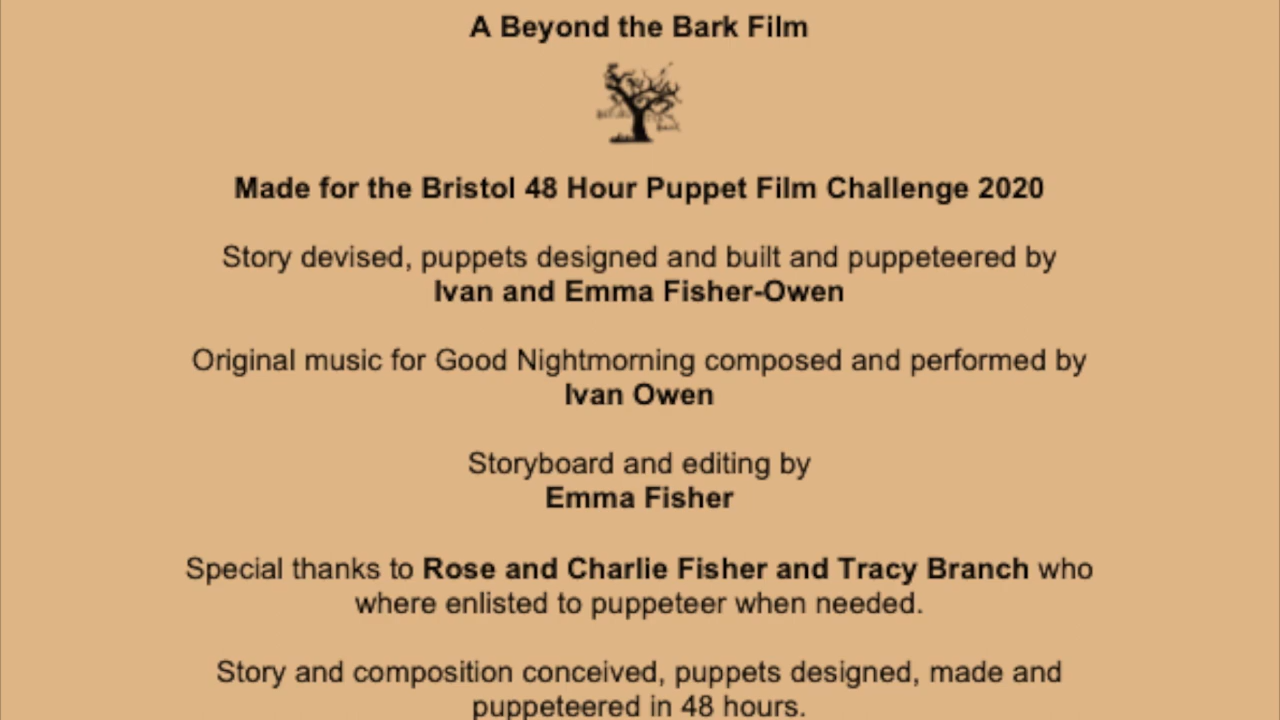 A Beyond the Bark Film
Made for the Bristol 48 Hour Puppet Film Challenge 2020
Story devised, puppets designed and built and puppeteered by
Ivan and Emma Fisher-Owen
Original music for Good Nightmorning composed and performed by
Ivan Owen
Storyboard and editing by
Emma Fisher
Special thanks to Rose and Charlie Fisher and Tracy Branch who
where enlisted to puppeteer when needed.
Story and composition conceived, puppets designed, made and
puppeteered in 48 hours.